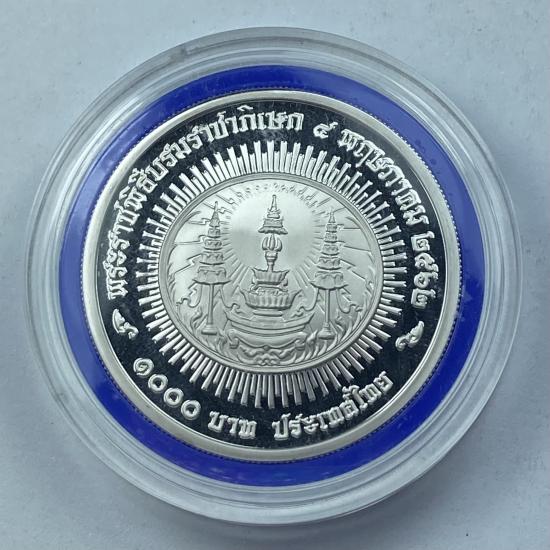 พระราชพิธีบรมราชาภิเษก ๔ พฤษภาคม ๒๕๖๒
๑๐๐๐ บาท ประเทศไทย